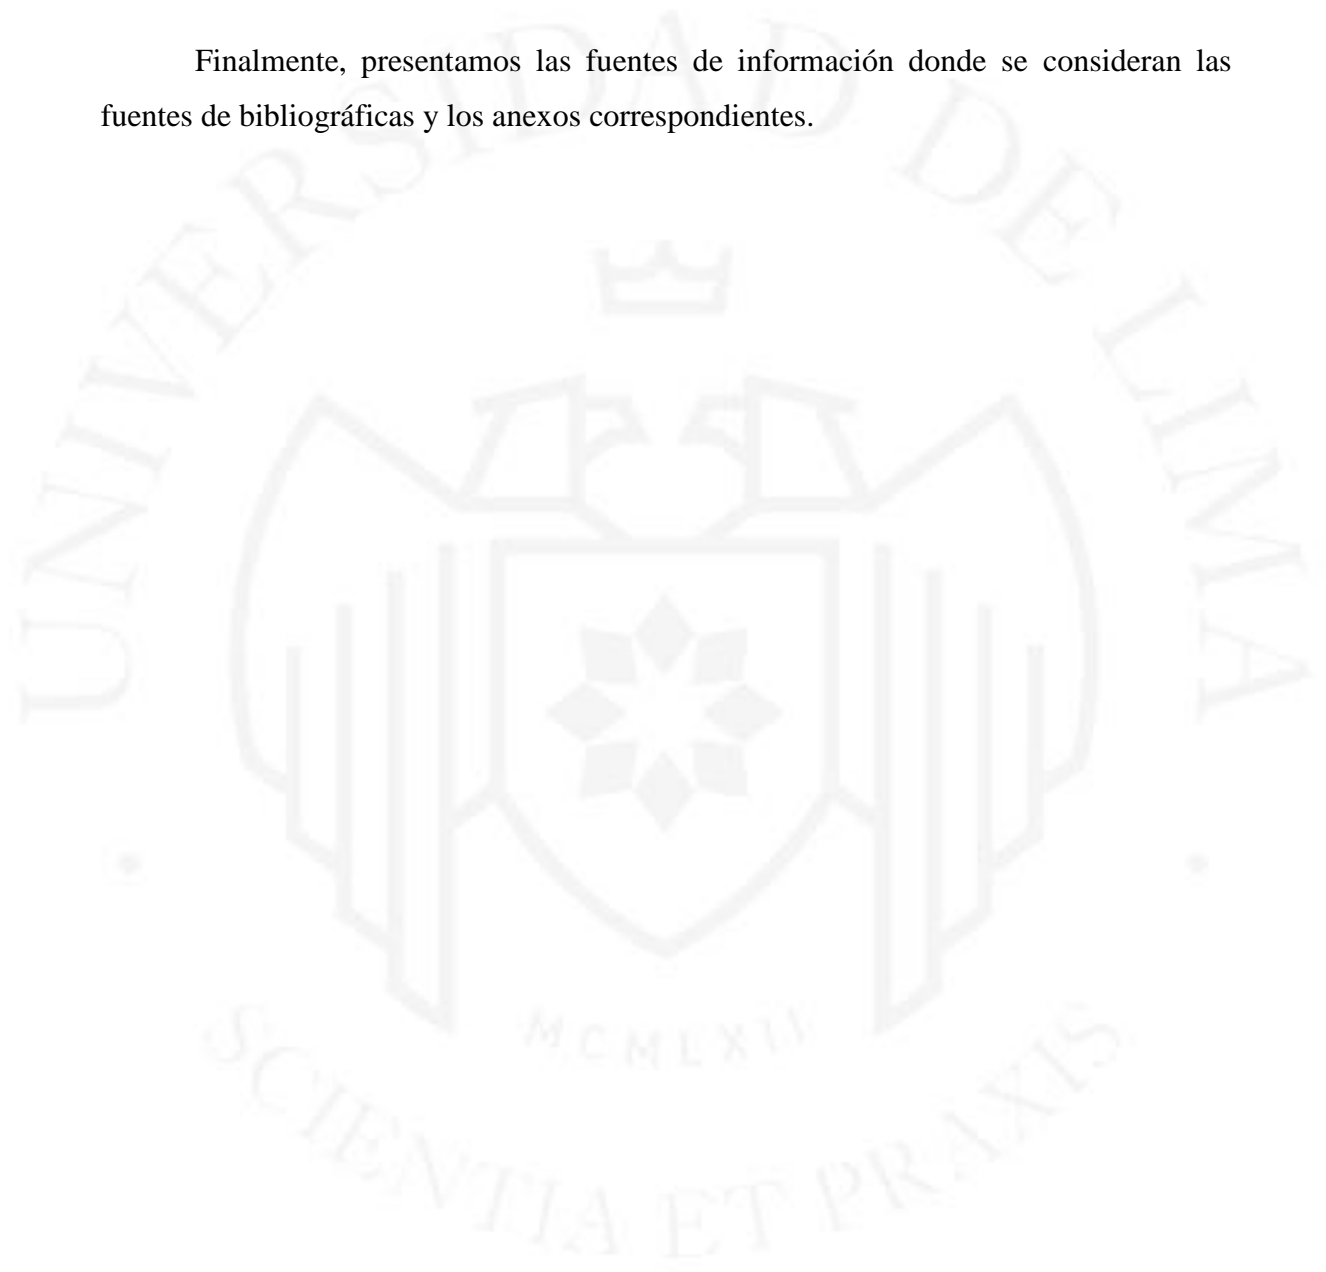 Finalmente, presentamos las fuentes de información donde se consideran las
fuentes de bibliográficas y los anexos correspondientes.
UNIVERSIDAD DE LIMA
MCMLXII
SCIENTIA ET PRAXIS